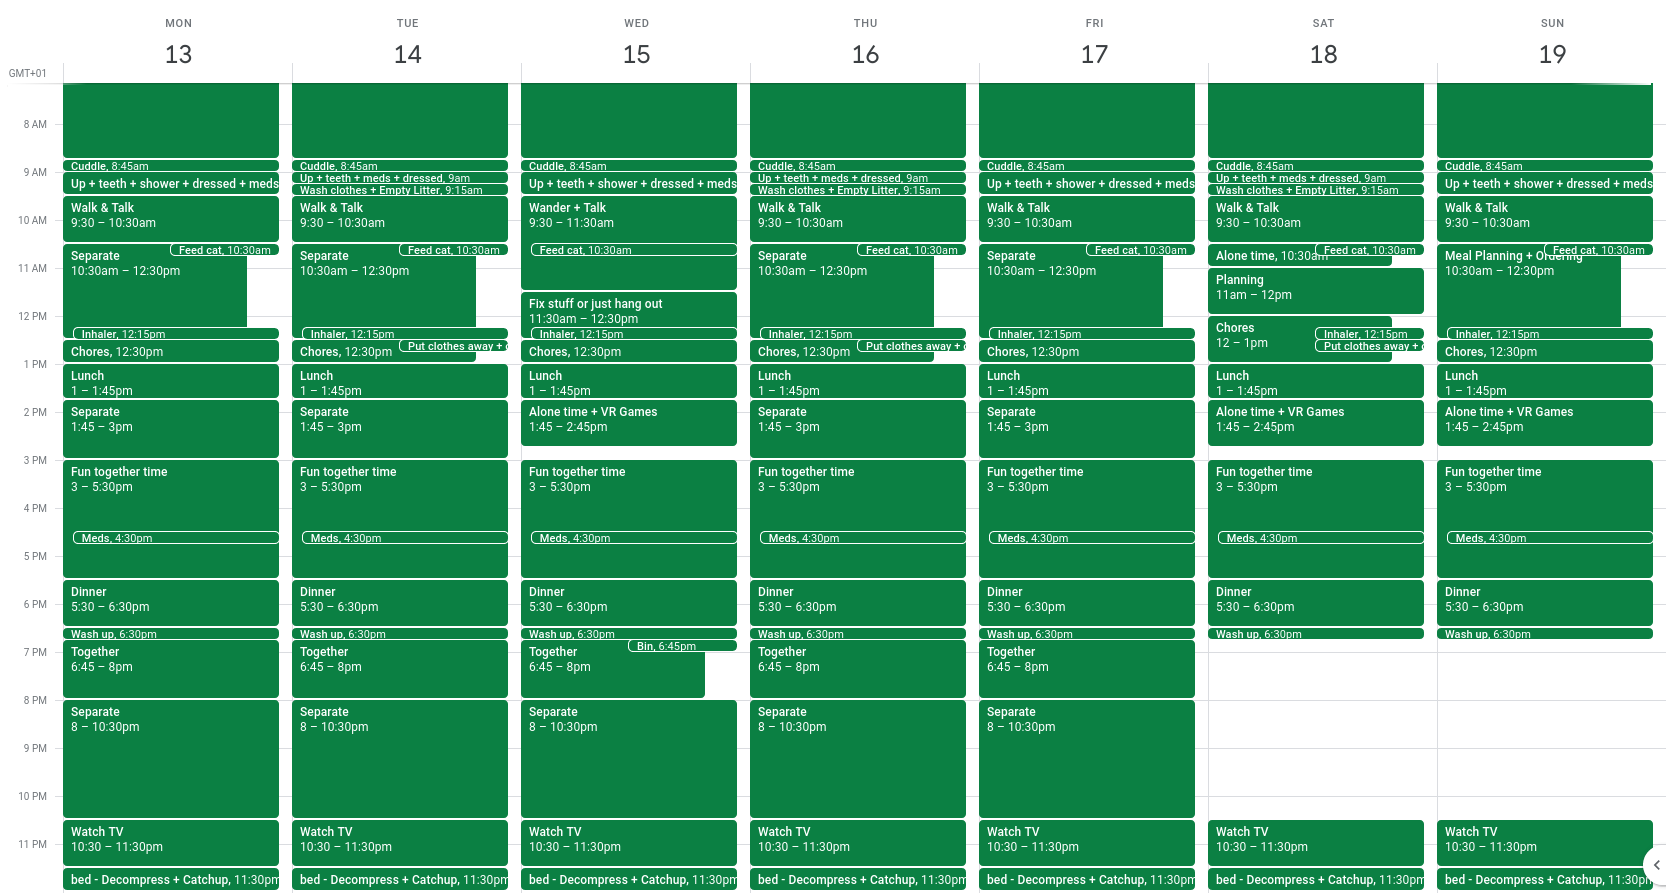 MON
13
TUE
14
WED
15
THU
16
FRI
17
SAT
18
SUN
19
GMT+01
8 AM
9 AM
10 AM
11 AM
12 PM
1 PM
2 PM
3 PM
4 PM
5 PM
6 PM
7 PM
8 PM
9 PM
10 PM
11 PM
Cuddle, 8:45am
Up + teeth + shower + dressed + meds
Walk & Talk
9:30 – 10:30am
Feed cat, 10:30am
Separate
10:30am – 12:30pm
Inhaler, 12:15pm
Chores, 12:30pm
Lunch
1 – 1:45pm
Separate
1:45 – 3pm
Fun together time
3 – 5:30pm
Meds, 4:30pm
Dinner
5:30 – 6:30pm
Wash up, 6:30pm
Together
6:45 – 8pm
Separate
8 – 10:30pm
Watch TV
10:30 – 11:30pm
bed - Decompress + Catchup, 11:30pm
Cuddle, 8:45am
Up + teeth + meds + dressed, 9am
Wash clothes + Empty Litter, 9:15am
Walk & Talk
9:30 – 10:30am
Feed cat, 10:30am
Separate
10:30am – 12:30pm
Inhaler, 12:15pm
Put clothes away +
Chores, 12:30pm
Lunch
1 – 1:45pm
Separate
1:45 – 3pm
Fun together time
3 – 5:30pm
Meds, 4:30pm
Dinner
5:30 – 6:30pm
Wash up, 6:30pm
Together
6:45 – 8pm
Separate
8 – 10:30pm
Watch TV
10:30 – 11:30pm
bed - Decompress + Catchup, 11:30pm
Cuddle, 8:45am
Up + teeth + shower + dressed + meds
Wander + Talk
9:30 – 11:30am
Feed cat, 10:30am
Fix stuff or just hang out
11:30am – 12:30pm
Inhaler, 12:15pm
Chores, 12:30pm
Lunch
1 – 1:45pm
Alone time + VR Games
1:45 – 2:45pm
Fun together time
3 – 5:30pm
Meds, 4:30pm
Dinner
5:30 – 6:30pm
Wash up, 6:30pm
Bin, 6:45pm
Together
6:45 – 8pm
Separate
8 – 10:30pm
Watch TV
10:30 – 11:30pm
bed - Decompress + Catchup, 11:30pm
Cuddle, 8:45am
Up + teeth + meds + dressed, 9am
Wash clothes + Empty Litter, 9:15am
Walk & Talk
9:30 – 10:30am
Feed cat, 10:30am
Separate
10:30am – 12:30pm
Inhaler, 12:15pm
Put clothes away +
Chores, 12:30pm
Lunch
1 – 1:45pm
Separate
1:45 – 3pm
Fun together time
3 – 5:30pm
Meds, 4:30pm
Dinner
5:30 – 6:30pm
Wash up, 6:30pm
Together
6:45 – 8pm
Separate
8 – 10:30pm
Watch TV
10:30 – 11:30pm
bed - Decompress + Catchup, 11:30pm
Cuddle, 8:45am
Up + teeth + shower + dressed + meds
Walk & Talk
9:30 – 10:30am
Feed cat, 10:30am
Separate
10:30am – 12:30pm
Inhaler, 12:15pm
Chores, 12:30pm
Lunch
1 – 1:45pm
Separate
1:45 – 3pm
Fun together time
3 – 5:30pm
Meds, 4:30pm
Dinner
5:30 – 6:30pm
Wash up, 6:30pm
Together
6:45 – 8pm
Separate
8 – 10:30pm
Watch TV
10:30 – 11:30pm
bed - Decompress + Catchup, 11:30pm
Cuddle, 8:45am
Up + teeth + meds + dressed, 9am
Wash clothes + Empty Litter, 9:15am
Walk & Talk
9:30 – 10:30am
Feed cat, 10:30am
Alone time, 10:30am
Planning
11am – 12pm
Chores
12 – 1pm
Inhaler, 12:15pm
Put clothes away +
Lunch
1 – 1:45pm
Alone time + VR Games
1:45 – 2:45pm
Fun together time
3 – 5:30pm
Meds, 4:30pm
Dinner
5:30 – 6:30pm
Wash up, 6:30pm
Watch TV
10:30 – 11:30pm
bed - Decompress + Catchup, 11:30pm
Cuddle, 8:45am
Up + teeth + shower + dressed + meds
Walk & Talk
9:30 – 10:30am
Feed cat, 10:30am
Meal Planning + Ordering
10:30am – 12:30pm
Inhaler, 12:15pm
Chores, 12:30pm
Lunch
1 – 1:45pm
Alone time + VR Games
1:45 – 2:45pm
Fun together time
3 – 5:30pm
Meds, 4:30pm
Dinner
5:30 – 6:30pm
Wash up, 6:30pm
Watch TV
10:30 – 11:30pm
bed - Decompress + Catchup, 11:30pm